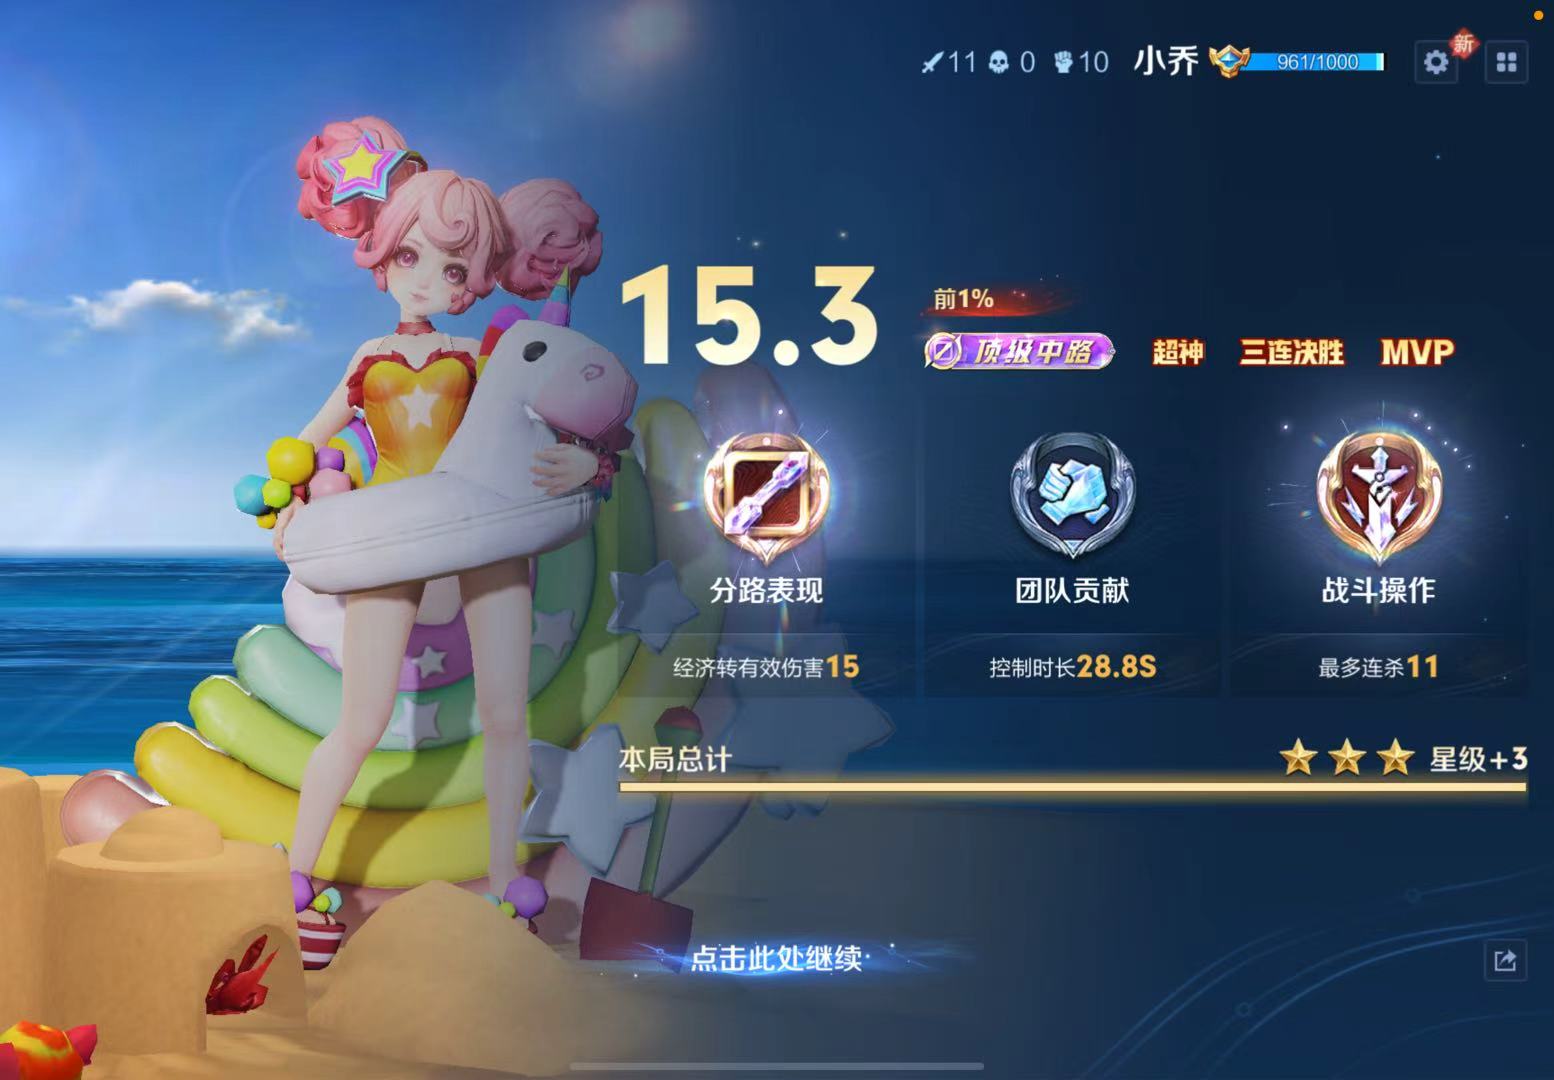 11 0 10 小乔 961/1000
新
15.3
前1%
顶级中路 超神 三连决胜 MVP
分路表现 团队贡献 战斗操作
经济转有效伤害15 控制时长28.8S 最多连杀11
本局总计 星级+3
点击此处继续